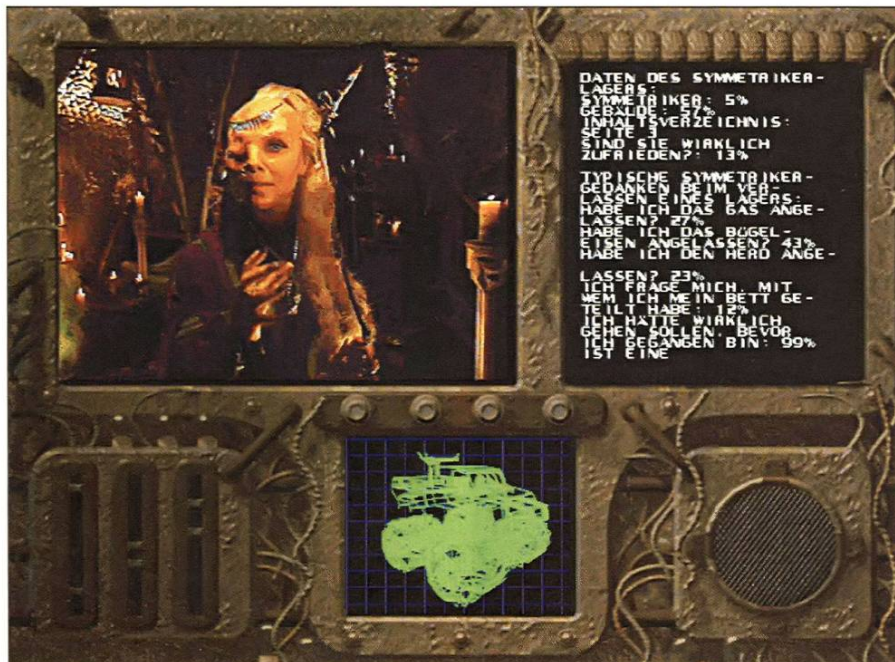 DATEN DES SYMMETRIKER-
LAGERS:
SYMMETRIKER: 5%
GEBÄUDE: 57%
INHALTSVERZEICHNIS:
SEITE 3
SIND SIE WIRKLICH
ZUFRIEDEN?: 13%
TYPISCHE SYMMETRIKER-
GEDANKEN BEIM VER-
LASSEN EINES LAGERS:
HABE ICH DAS GAS ANGE-
LASSEN? 27%
HABE ICH DAS BÜGEL-
EISEN ANGELASSEN? 43%
HABE ICH DEN HERD ANGE-
LASSEN? 23%
ICH FRAGE MICH, MIT
WEM ICH MEIN BETT GE-
TEILT HABE: 12%
ICH HÄTTE WIRKLICH
GEHEN SOLLEN, BEVOR
ICH GEGANGEN BIN: 99%
IST EINE